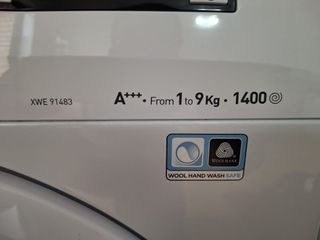 XWE 91483 A+++ · From 1 to 9 Kg · 1400
WOOLMARK
WOOL HAND WASH SAFE